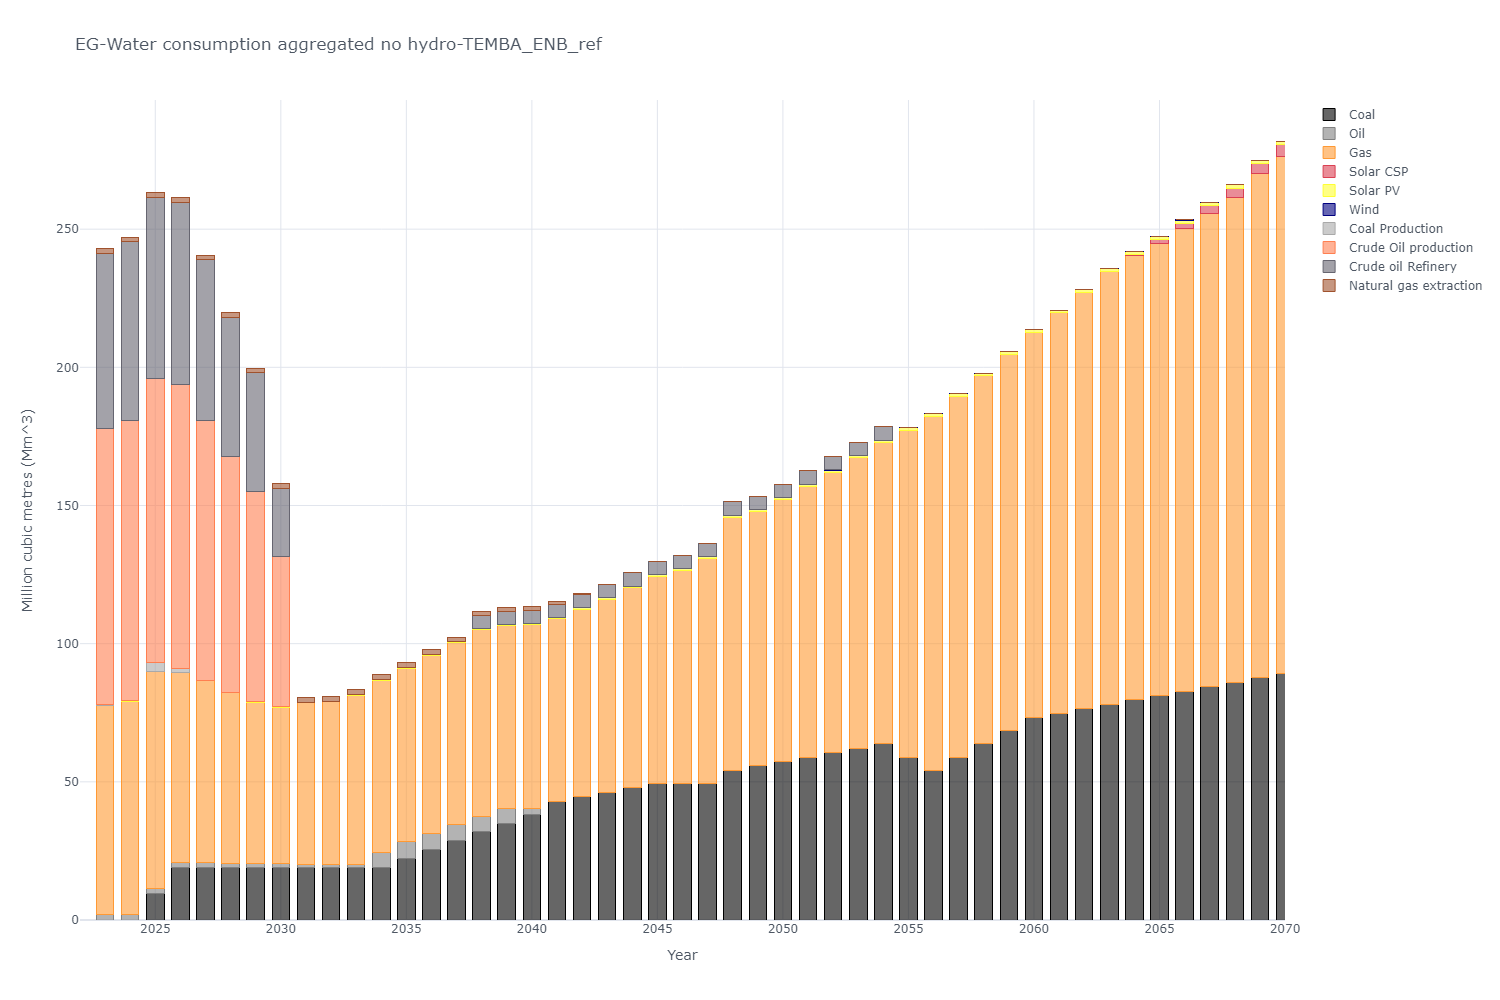 EG-Water consumption aggregated no hydro-TEMBA_ENB_ref
Coal
Oil
Gas
Solar CSP
Solar PV
Wind
Coal Production
Crude Oil production
Crude oil Refinery
Natural gas extraction
Million cubic metres (Mm^3)
250
200
150
100
50
0
2025 2030 2035 2040 2045 2050 2055 2060 2065 2070
Year